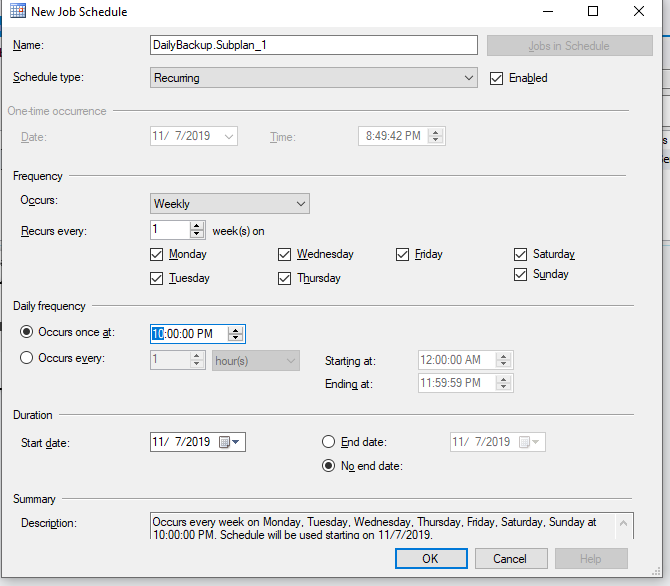 New Job Schedule
Name: DailyBackup.Subplan_1 Jobs in Schedule
Schedule type: Recurring Enabled
One-time occurrence
Date: 11/ 7/2019 Time: 8:49:42 PM
Frequency
Occurs: Weekly
Recurs every: 1 week(s) on
Monday Wednesday Friday Saturday
Tuesday Thursday Sunday
Daily frequency
Occurs once at: 10:00:00 PM
Occurs every: 1 hour(s) Starting at: 12:00:00 AM
Ending at: 11:59:59 PM
Duration
Start date: 11/ 7/2019 End date: 11/ 7/2019
No end date:
Summary
Description: Occurs every week on Monday, Tuesday, Wednesday, Thursday, Friday, Saturday, Sunday at
10:00:00 PM. Schedule will be used starting on 11/7/2019.
OK Cancel Help